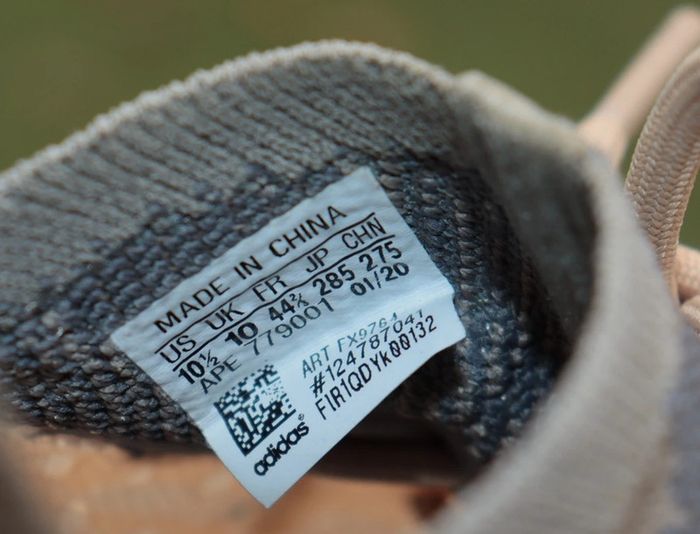 MADE IN CHINA
US UK FR JP CHN
10½ 10 44⅔ 285 275
APE 779001 01/20
ART FX9764
#124787041
F1R1QDYK00132
adidas®